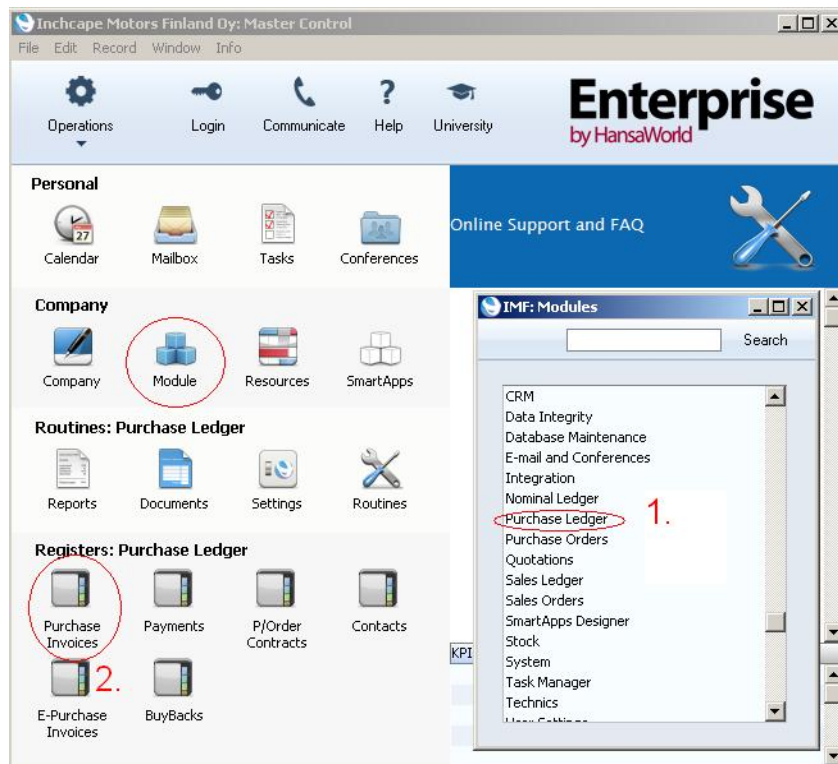 Inchcape Motors Finland Oy: Master Control
File Edit Record Window Info
Operations Login Communicate Help University
Enterprise
by HansaWorld
Personal
27
Calendar Mailbox Tasks Conferences
Online Support and FAQ
Company
Company Module Resources SmartApps
Routines: Purchase Ledger
Reports Documents Settings Routines
Registers: Purchase Ledger
Purchase Invoices Payments P/Order Contracts Contacts
2.
E-Purchase Invoices BuyBacks
KPI
IMF: Modules
Search
CRM
Data Integrity
Database Maintenance
E-mail and Conferences
Integration
Nominal Ledger
Purchase Ledger 1.
Purchase Orders
Quotations
Sales Ledger
Sales Orders
SmartApps Designer
Stock
System
Task Manager
Technics